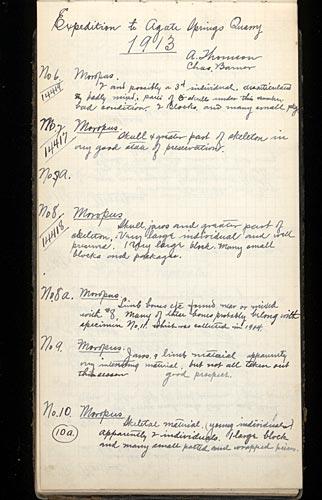 Expedition to Agate Springs Quarry
1913
A. Thomson
Chas. Barner
No 6. Moropus.
2 and possibly a 3d individual, disarticulated
& badly mixed, parts of skulls under this number,
bad condition. 2 blocks and many small pkg
No 7. Moropus.
14417
Skull & greater part of skeleton in
very good state of preservation.
No 7a.
No 8 Moropus
14418
Skull, jaws and greater part of
skeleton. Very large individual and well
preserved. 1 Very large block. Many small
blocks and packages.
No 8a. Moropus
Limb bones etc found near or mixed
with #8. Many of these bones probably belong with
specimen No. 11. which was collected in 1914.
No 9. Moropus.
Jaws & limb material apparently
very interesting material, but not all taken out
this season good prospect.
No. 10. Moropus
10a
Skeletal material (young individuals)
apparently 2 individuals. 1 large block
and many small potted and wrapped pieces.